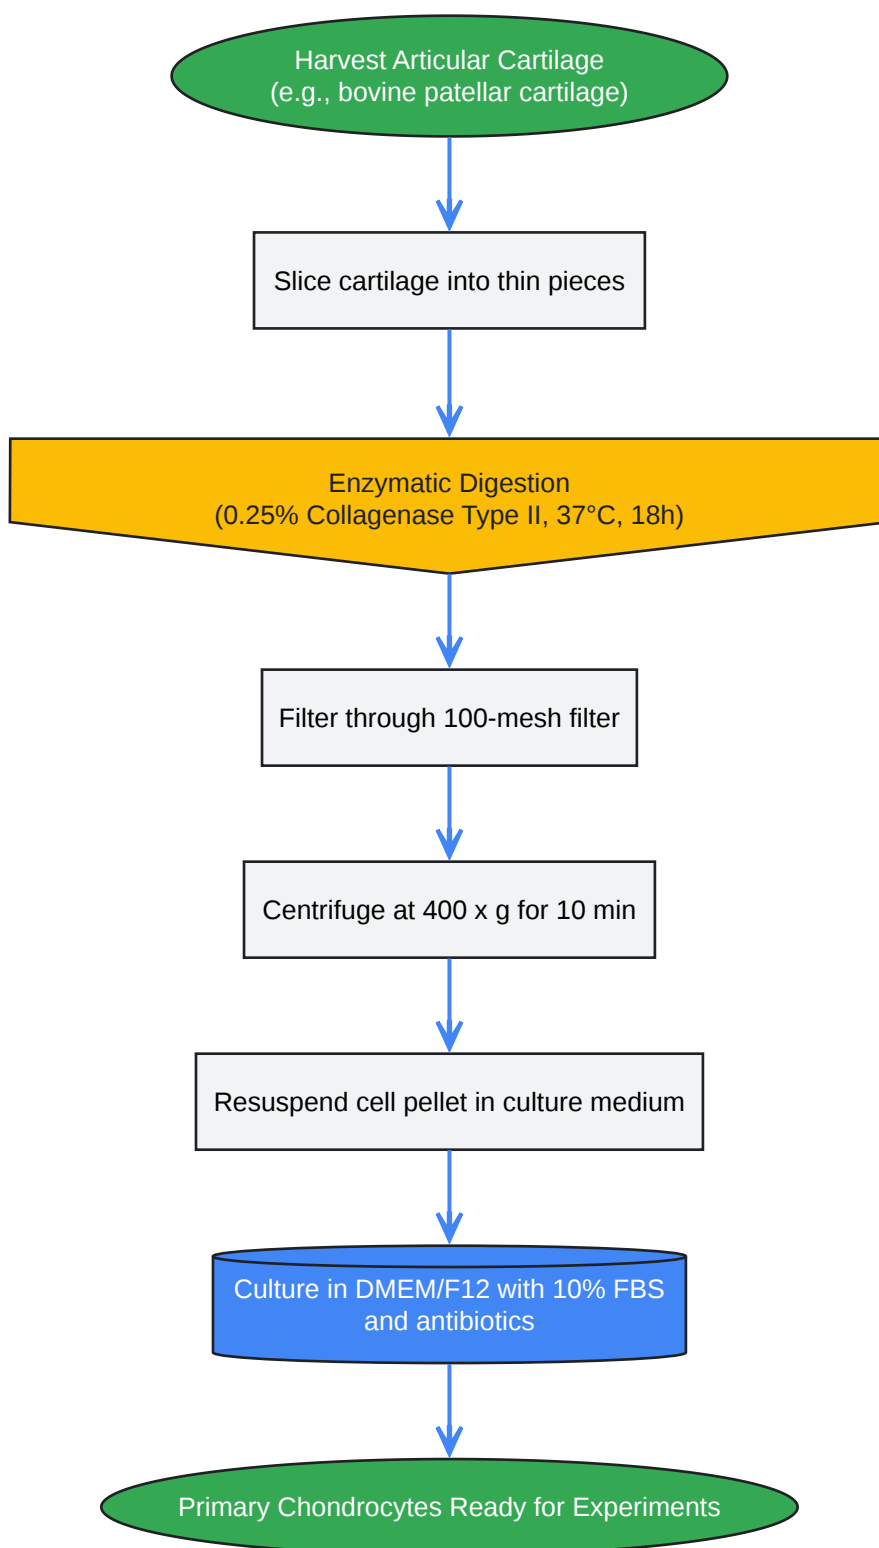 Harvest Articular Cartilage
(e.g., bovine patellar cartilage)
Slice cartilage into thin pieces
Enzymatic Digestion
(0.25% Collagenase Type II, 37°C, 18h)
Filter through 100-mesh filter
Centrifuge at 400 x g for 10 min
Resuspend cell pellet in culture medium
Culture in DMEM/F12 with 10% FBS
and antibiotics
Primary Chondrocytes Ready for Experiments